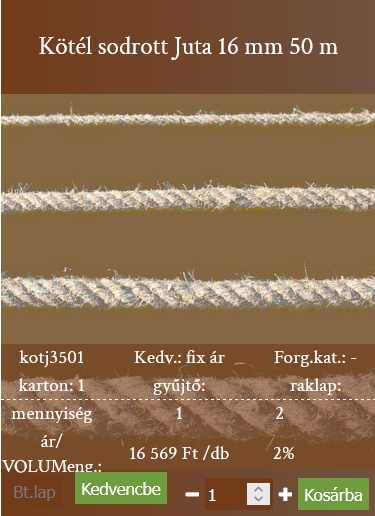 Kötél sodrott Juta 16 mm 50 m
kotj3501 Kedv.: fix ár Forg.kat.: -
karton: 1 gyűjtő: raklap:
mennyiség 1 2
ár/
VOLUMeng.: 16 569 Ft /db 2%
Bt.lap Kedvencbe 1 Kosárba